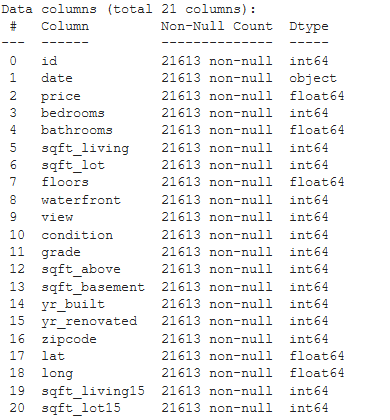 Data columns (total 21 columns):
#   Column         Non-Null Count  Dtype
---  ------         --------------  -----
0   id             21613 non-null  int64
1   date           21613 non-null  object
2   price          21613 non-null  float64
3   bedrooms       21613 non-null  int64
4   bathrooms      21613 non-null  float64
5   sqft_living    21613 non-null  int64
6   sqft_lot       21613 non-null  int64
7   floors         21613 non-null  float64
8   waterfront     21613 non-null  int64
9   view           21613 non-null  int64
10  condition      21613 non-null  int64
11  grade          21613 non-null  int64
12  sqft_above     21613 non-null  int64
13  sqft_basement  21613 non-null  int64
14  yr_built       21613 non-null  int64
15  yr_renovated   21613 non-null  int64
16  zipcode        21613 non-null  int64
17  lat            21613 non-null  float64
18  long           21613 non-null  float64
19  sqft_living15  21613 non-null  int64
20  sqft_lot15     21613 non-null  int64